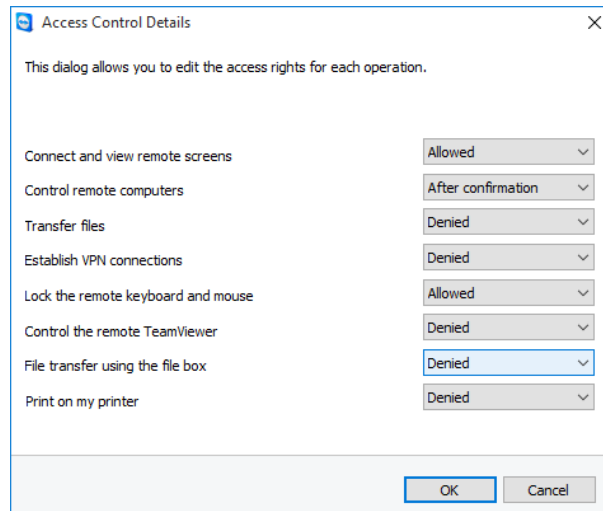 Access Control Details
This dialog allows you to edit the access rights for each operation.
Connect and view remote screens Allowed
Control remote computers After confirmation
Transfer files Denied
Establish VPN connections Denied
Lock the remote keyboard and mouse Allowed
Control the remote TeamViewer Denied
File transfer using the file box Denied
Print on my printer Denied
OK Cancel